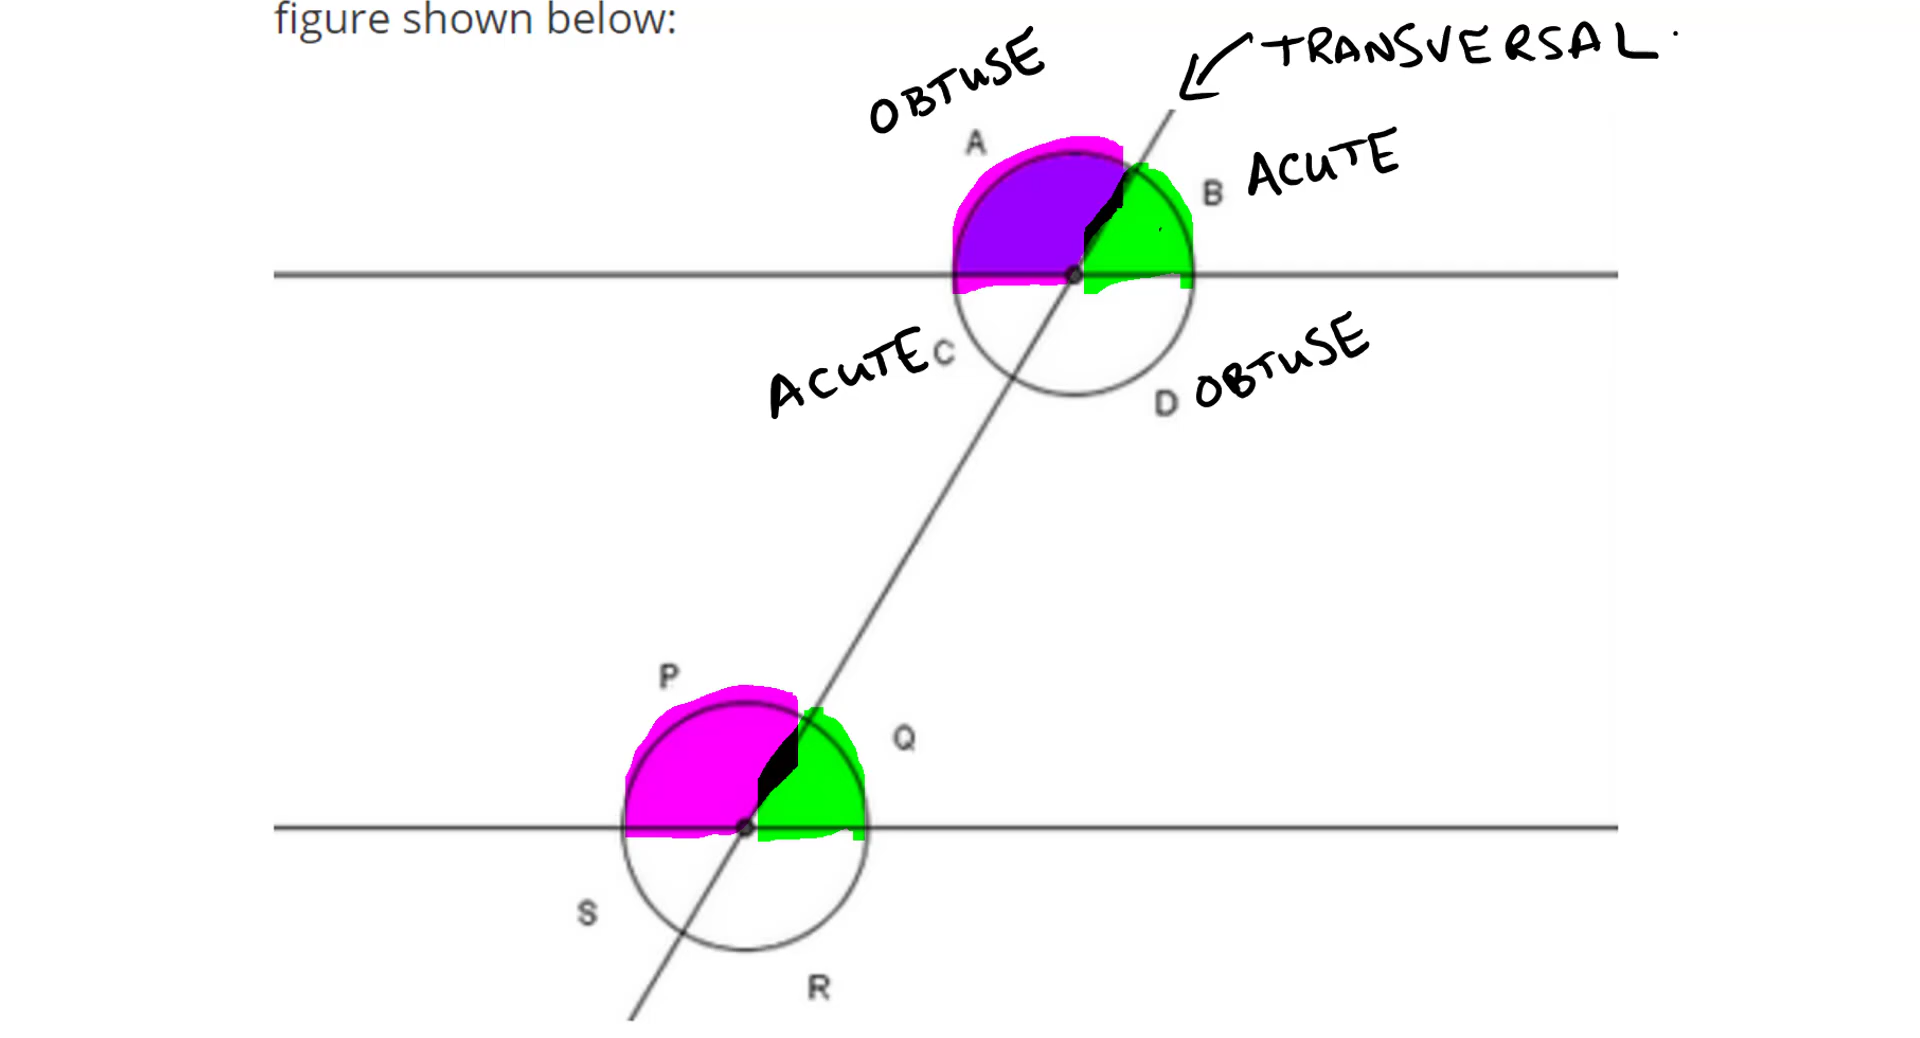 figure shown below:
OBTUSE
TRANSVERSAL.
A
B ACUTE
ACUTE C
D OBTUSE
P
Q
S
R